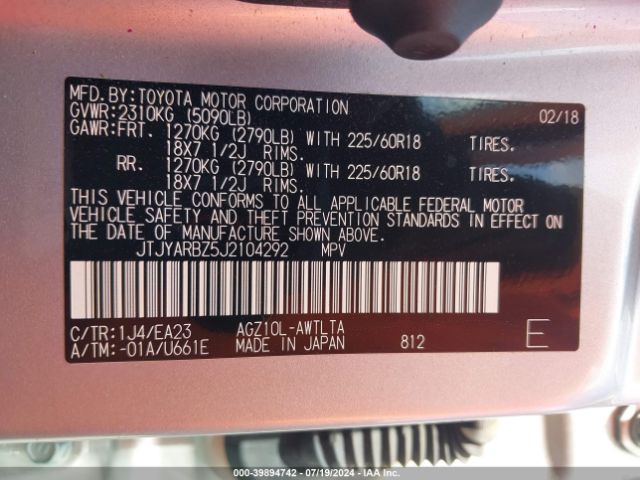 MFD.BY:TOYOTA MOTOR CORPORATION 02/18
GVWR:2310KG (5090LB)
GAWR:FRT. 1270KG (2790LB) WITH 225/60R18 TIRES.
18X7 1/2J RIMS.
RR. 1270KG (2790LB) WITH 225/60R18 TIRES.
18X7 1/2J RIMS.
THIS VEHICLE CONFORMS TO ALL APPLICABLE FEDERAL MOTOR
VEHICLE SAFETY AND THEFT PREVENTION STANDARDS IN EFFECT ON
THE DATE OF MANUFACTURE SHOWN ABOVE.
JTJYARBZ5J2104292 MPV
C/TR:1J4/EA23 AGZ10L-AWTLTA
A/TM:-01A/U661E MADE IN JAPAN 812 E
000-39894742 - 07/19/2024 - IAA Inc.